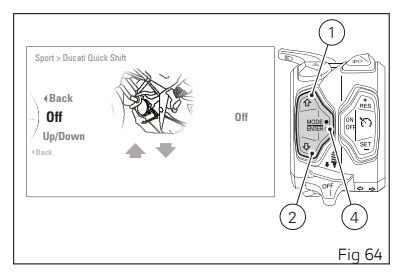 Sport > Ducati Quick Shift
◂Back
Off
Off
Up/Down
◂Back
1
RES
ON
OFF
SET
MODE
ENTER
OFF
2
4
Fig 64